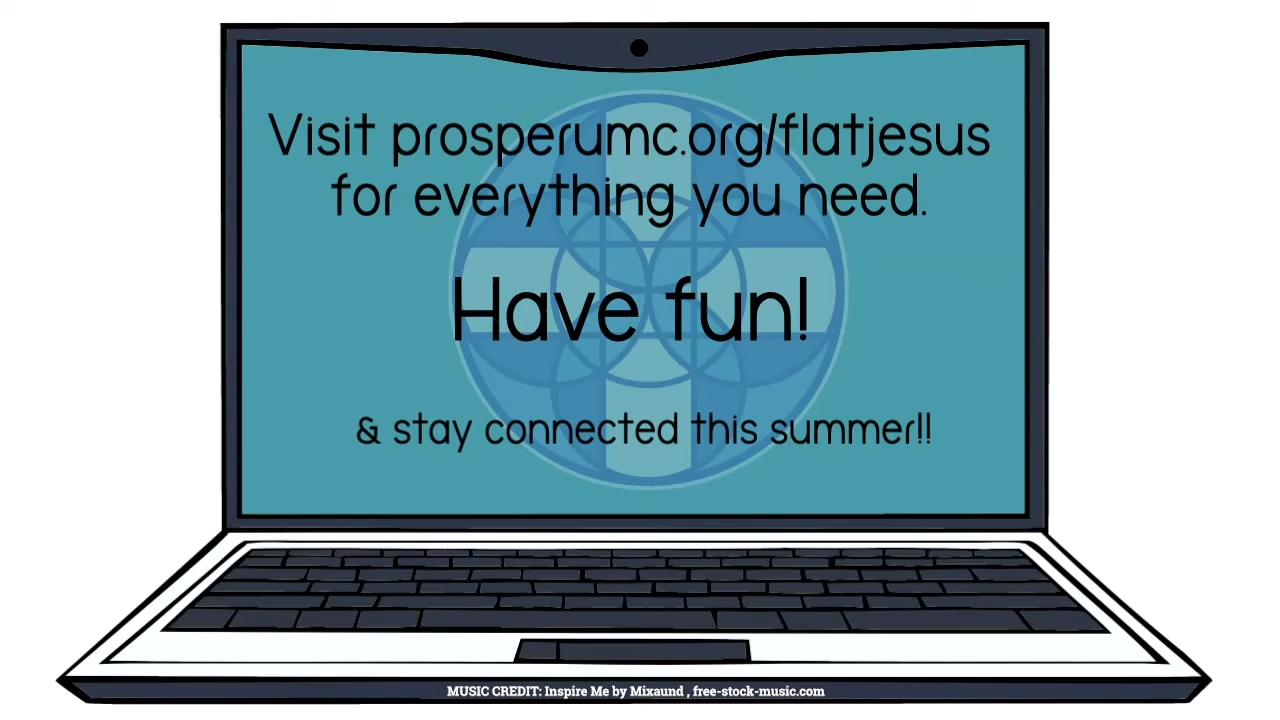 Visit prosperumc.org/flatjesus
for everything you need.
Have fun!
& stay connected this summer!!
MUSIC CREDIT: Inspire Me by Mixaund , free-stock-music.com